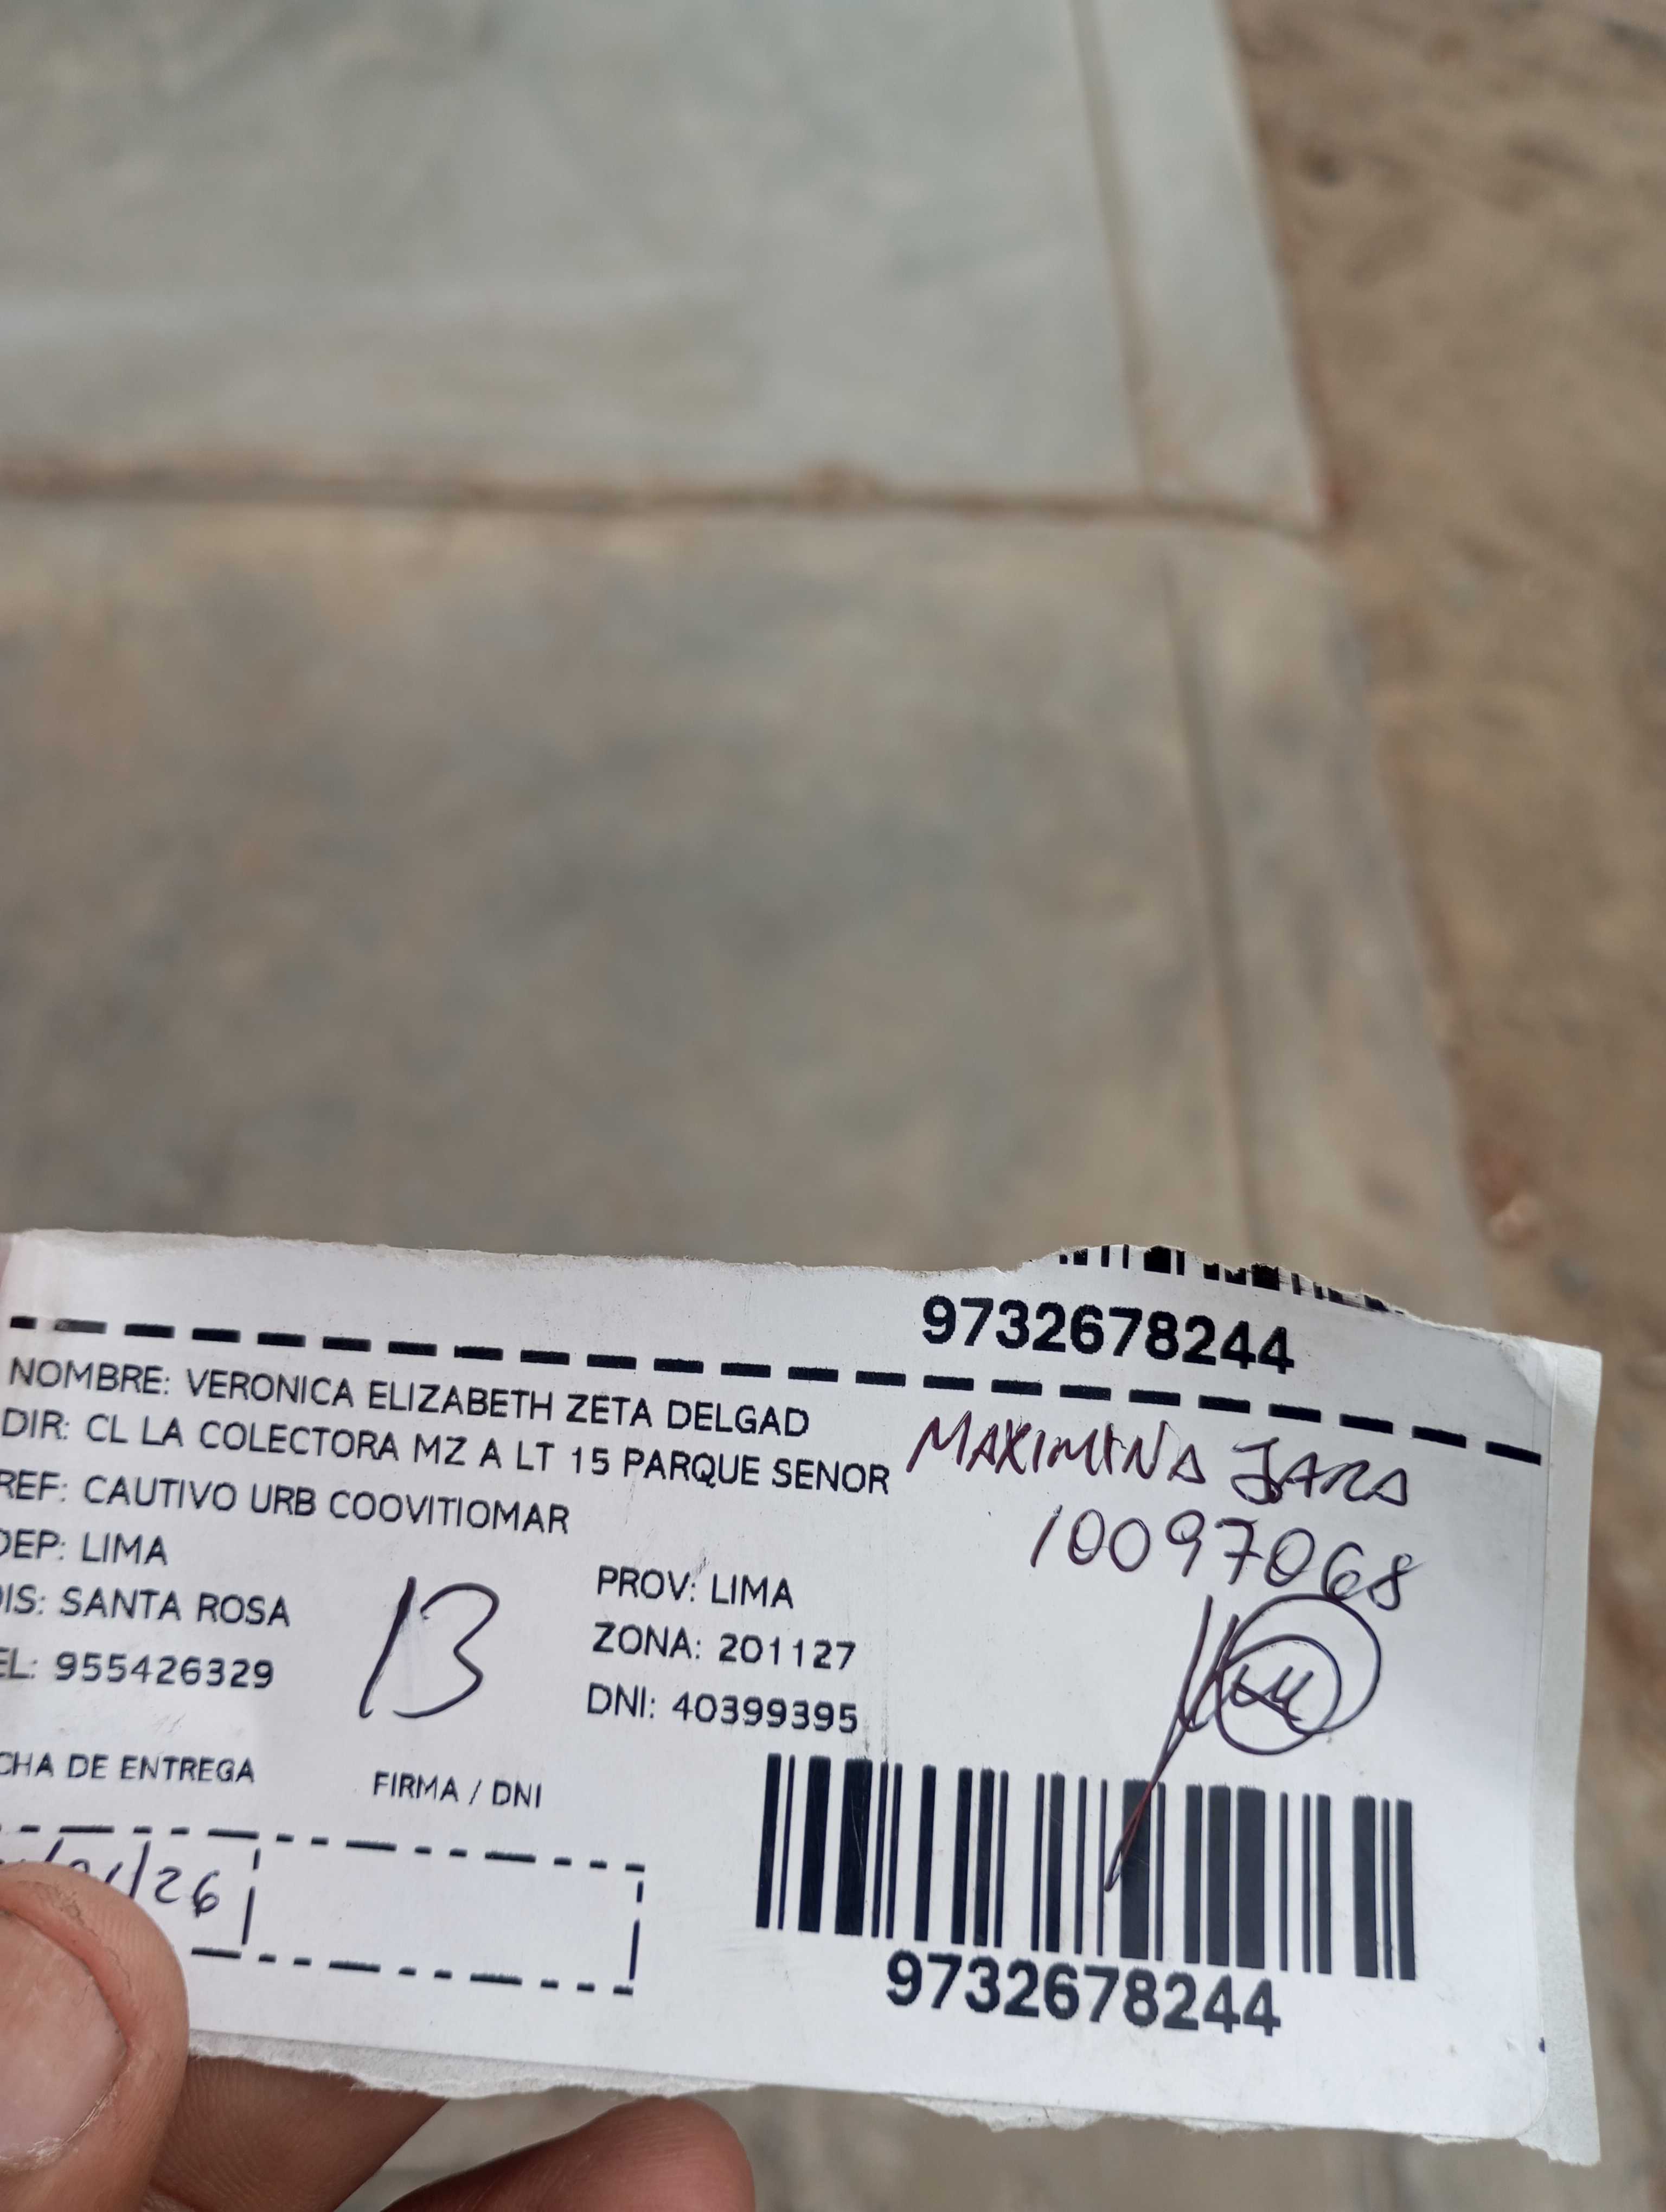 9732678244
NOMBRE: VERONICA ELIZABETH ZETA DELGAD
DIR: CL LA COLECTORA MZ A LT 15 PARQUE SENOR
MAXIMINA JARA
REF: CAUTIVO URB COOVITIOMAR
10097068
DEP: LIMA
PROV: LIMA
DIS: SANTA ROSA
13
ZONA: 201127
EL: 955426329
DNI: 40399395
CHA DE ENTREGA
FIRMA / DNI
/26
9732678244